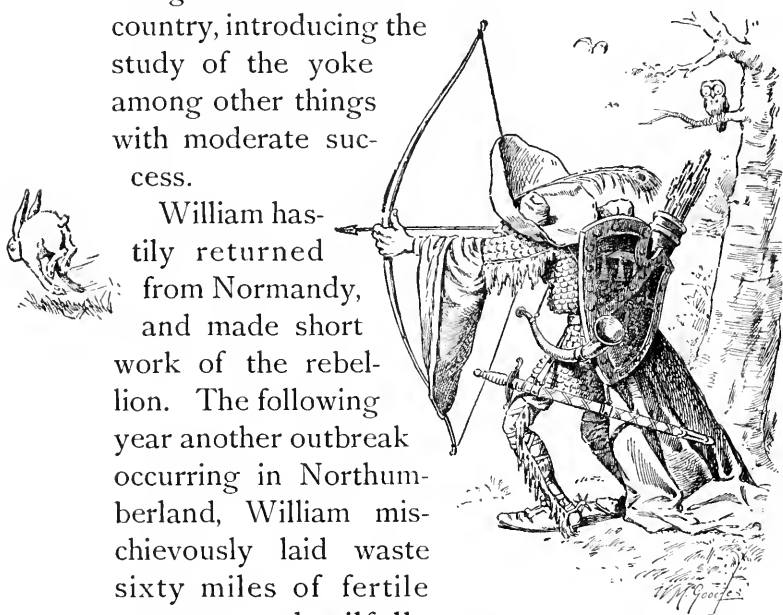 country, introducing the
study of the yoke
among other things
with moderate suc-
cess.
William has-
tily returned
from Normandy,
and made short
work of the rebel-
lion. The following
year another outbreak
occurring in Northum-
berland, William mis-
chievously laid waste
sixty miles of fertile